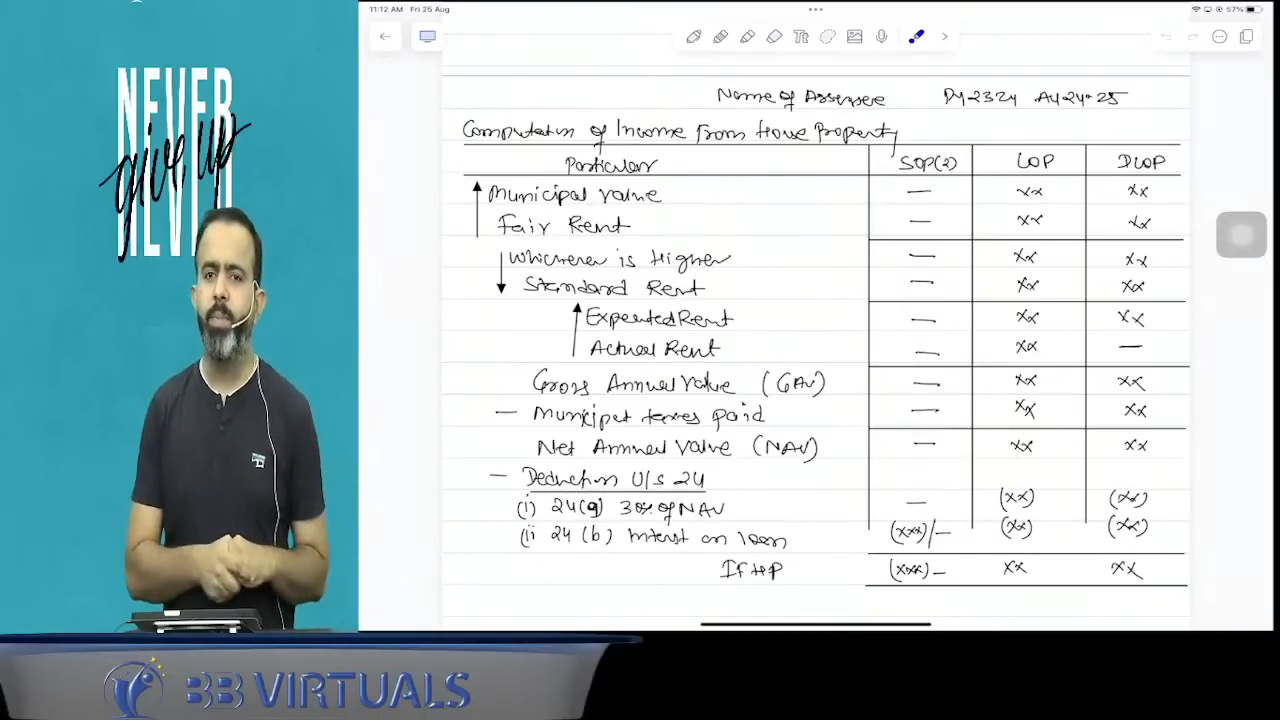 11:12 AM Fri 25 Aug
67%
NEVER
give up
NEVER
Name of Assessee PY 23 24 AY 24-25
Computation of Income From House Property
Particular SOP(2) LOP DLOP
Municipal Value — xx xx
Fair Rent — xx xx
Whichever is Higher — xx xx
Standard Rent — xx xx
Expected Rent — xx xx
Actual Rent — xx —
Gross Annual Value (GAV) — xx xx
— Municipal taxes paid — xx xx
Net Annual Value (NAV) — xx xx
— Deduction U/s 24
(i) 24(a) 30% of NAV — (xx) (xx)
(ii 24 (b) Interest on loan (xxx)/— (xx) (xx)
IFHP (xxx) — xx xx
BB VIRTUALS